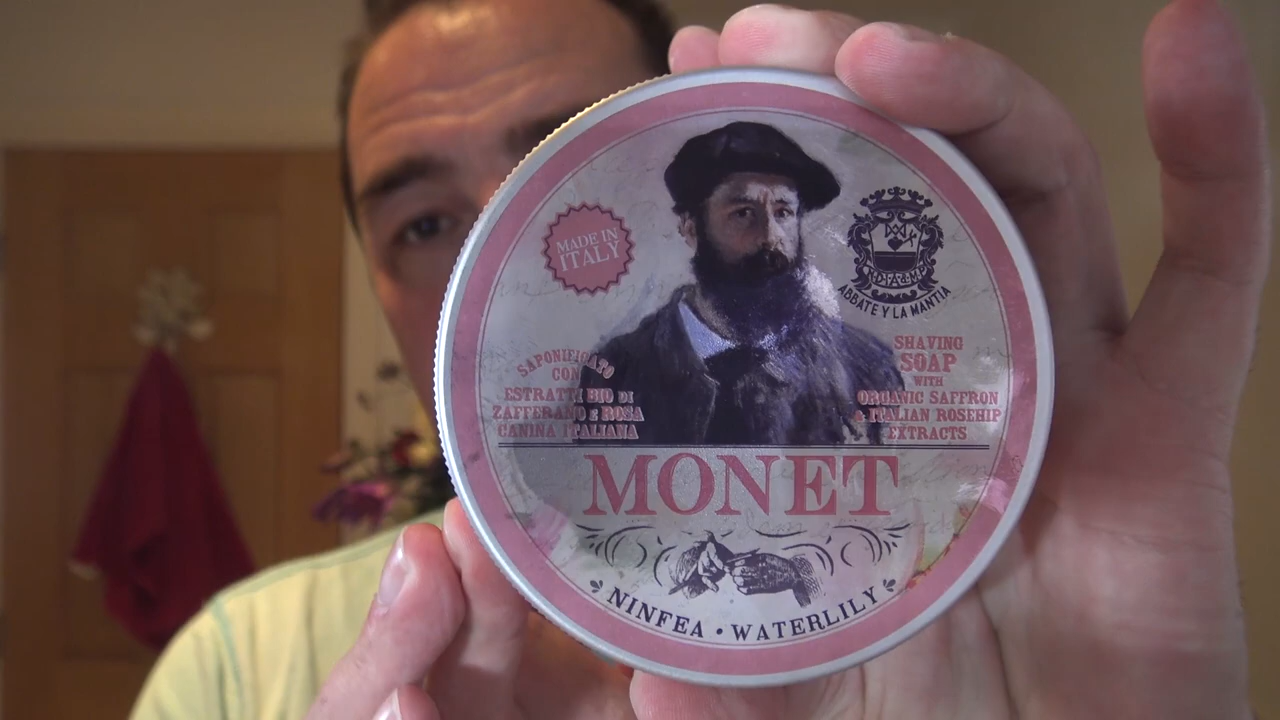 MADE IN
ITALY
ABBATE Y LA MANTIA
SAPONIFICATO
CON
ESTRATTI BIO DI
ZAFFERANO E ROSA
CANINA ITALIANA
SHAVING
SOAP
WITH
ORGANIC SAFFRON
& ITALIAN ROSEHIP
EXTRACTS
MONET
NINFEA • WATERLILY